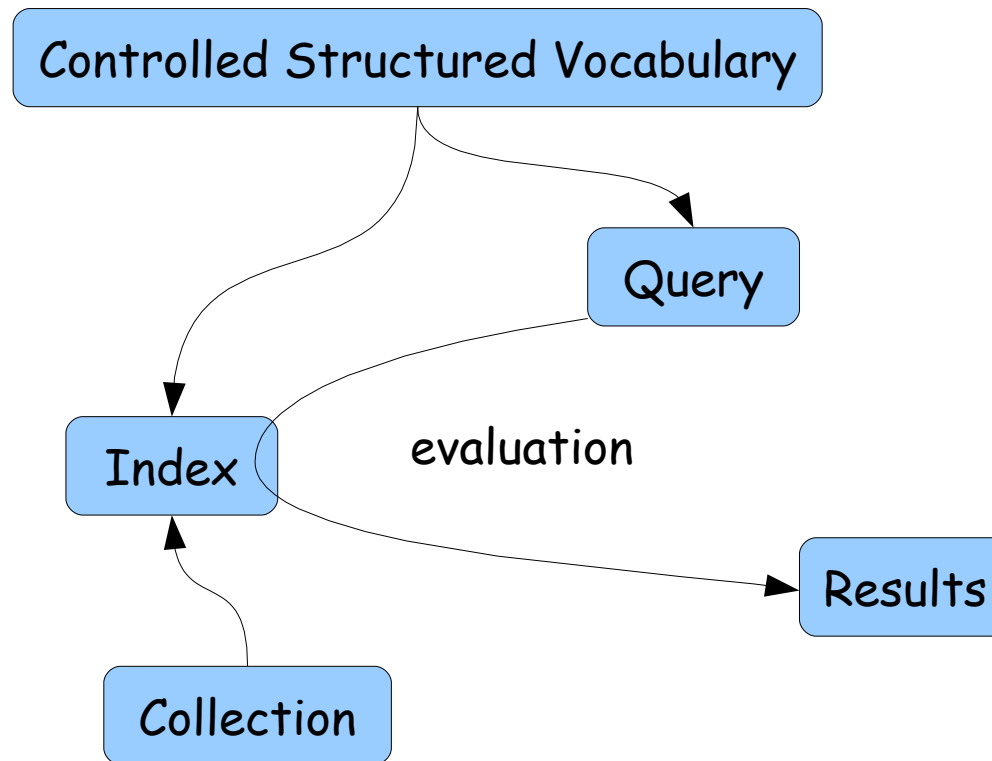 Controlled Structured Vocabulary
Query
evaluation
Index
Results
Collection